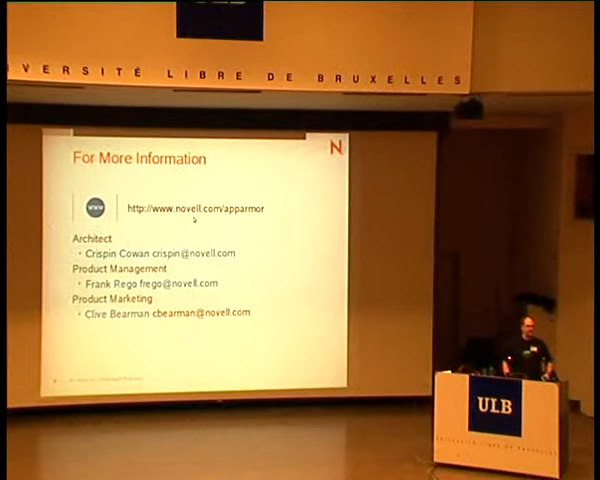 VERSITÉ LIBRE DE BRUXELLES
For More Information
N
www
http://www.novell.com/apparmor
Architect
· Crispin Cowan crispin@novell.com
Product Management
· Frank Rego frego@novell.com
Product Marketing
· Clive Bearman cbearman@novell.com
ULB